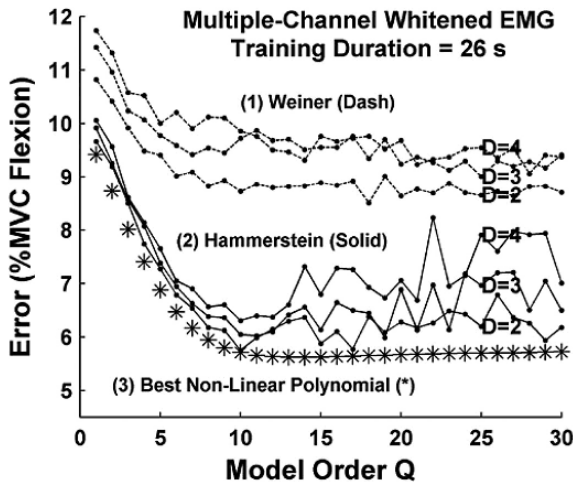 Multiple-Channel Whitened EMG
Training Duration = 26 s
(1) Weiner (Dash)
D=4
D=3
D=2
(2) Hammerstein (Solid)
D=4
D=3
D=2
(3) Best Non-Linear Polynomial (*)
Error (%MVC Flexion)
12
11
10
9
8
7
6
5
0 5 10 15 20 25 30
Model Order Q